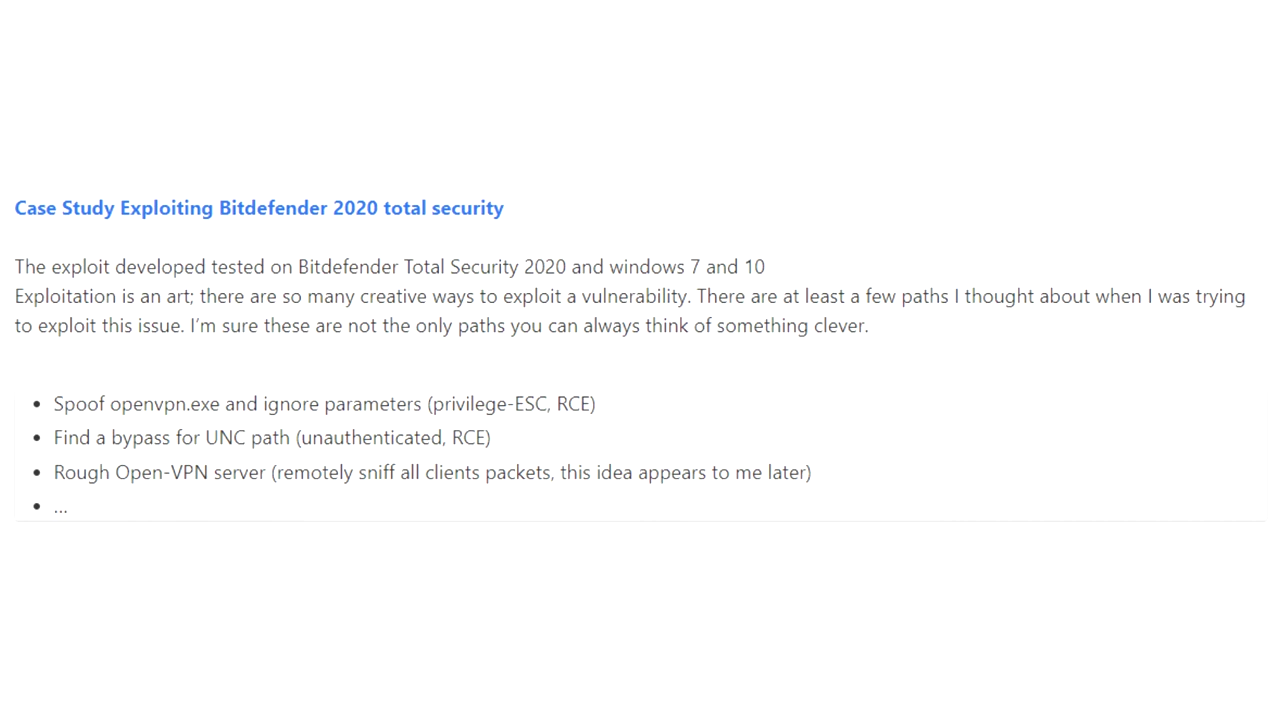 Case Study Exploiting Bitdefender 2020 total security
The exploit developed tested on Bitdefender Total Security 2020 and windows 7 and 10
Exploitation is an art; there are so many creative ways to exploit a vulnerability. There are at least a few paths I thought about when I was trying
to exploit this issue. I'm sure these are not the only paths you can always think of something clever.
• Spoof openvpn.exe and ignore parameters (privilege-ESC, RCE)
• Find a bypass for UNC path (unauthenticated, RCE)
• Rough Open-VPN server (remotely sniff all clients packets, this idea appears to me later)
• ...